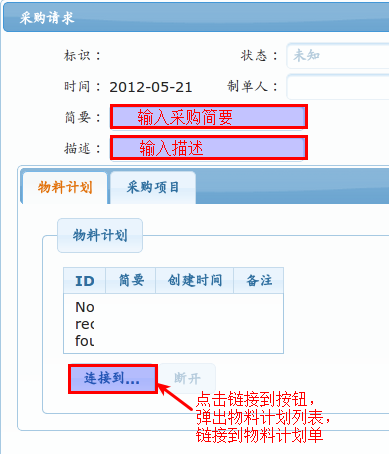 采购请求
标识： 状态： 未知
时间： 2012-05-21 制单人：
简要： 输入采购简要
描述： 输入描述
物料计划 采购项目
物料计划
ID 简要 创建时间 备注
No
rec
fou
连接到... 断开
点击链接到按钮，
弹出物料计划列表，
链接到物料计划单